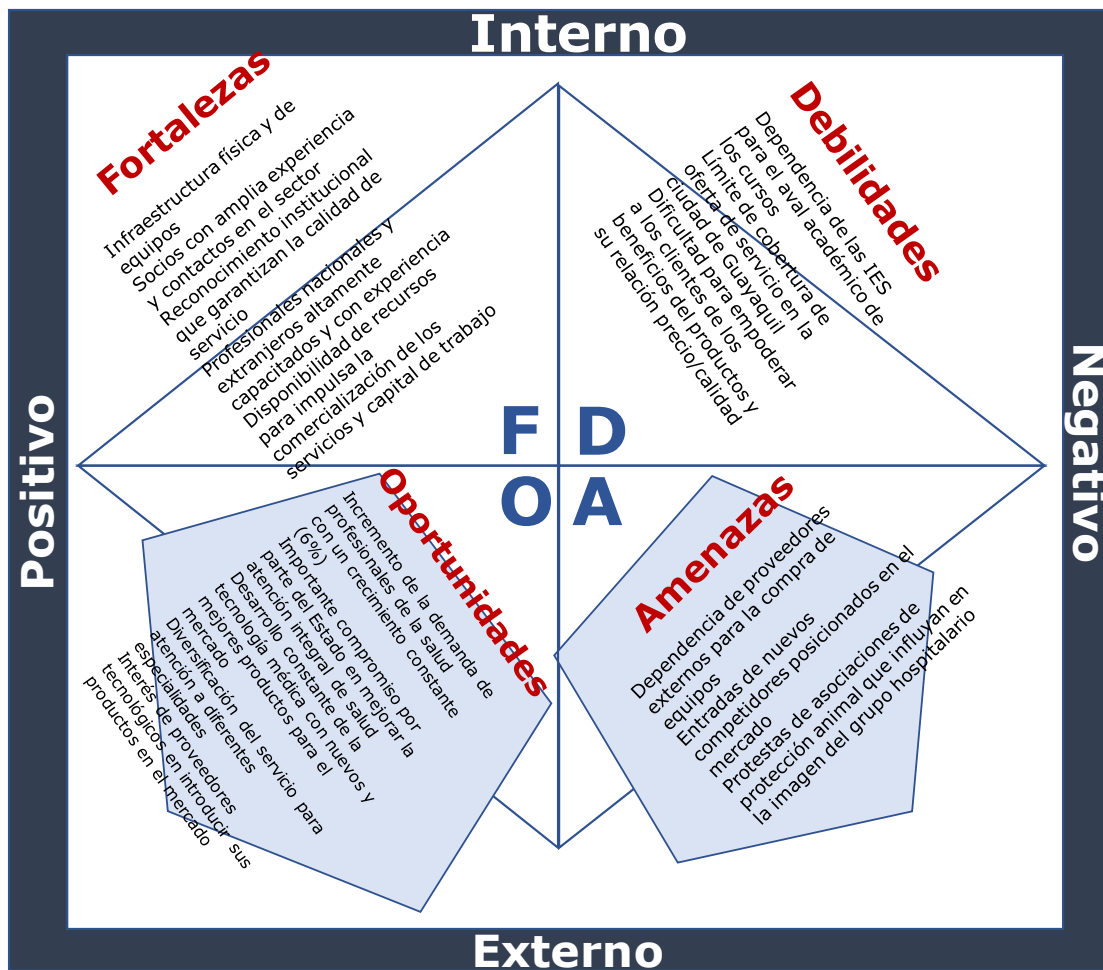 Interno
Fortalezas
Infraestructura física y de
equipos
Socios con amplia experiencia
y contactos en el sector
Reconocimiento institucional
que garantizan la calidad de
servicio
Profesionales nacionales y
extranjeros altamente
capacitados y con experiencia
Disponibilidad de recursos
para impulsa la
comercialización de los
servicios y capital de trabajo
Debilidades
Dependencia de las IES
para el aval académico de
los cursos
Límite de cobertura de
oferta de servicio en la
ciudad de Guayaquil
Dificultad para empoderar
a los clientes de los
beneficios del productos y
su relación precio/calidad
Positivo
Negativo
F D
O A
Oportunidades
Incremento de la demanda de
profesionales de la salud
con un crecimiento constante
(6%)
Importante compromiso por
parte del Estado en mejorar la
atención integral de salud
Desarrollo constante de la
tecnología médica con nuevos y
mejores productos para el
mercado
Diversificación del servicio para
atención a diferentes
especialidades
Interés de proveedores
tecnológicos en introducir sus
productos en el mercado
Amenazas
Dependencia de proveedores
externos para la compra de
equipos
Entradas de nuevos
competidores posicionados en el
mercado
Protestas de asociaciones de
protección animal que influyan en
la imagen del grupo hospitalario
Externo